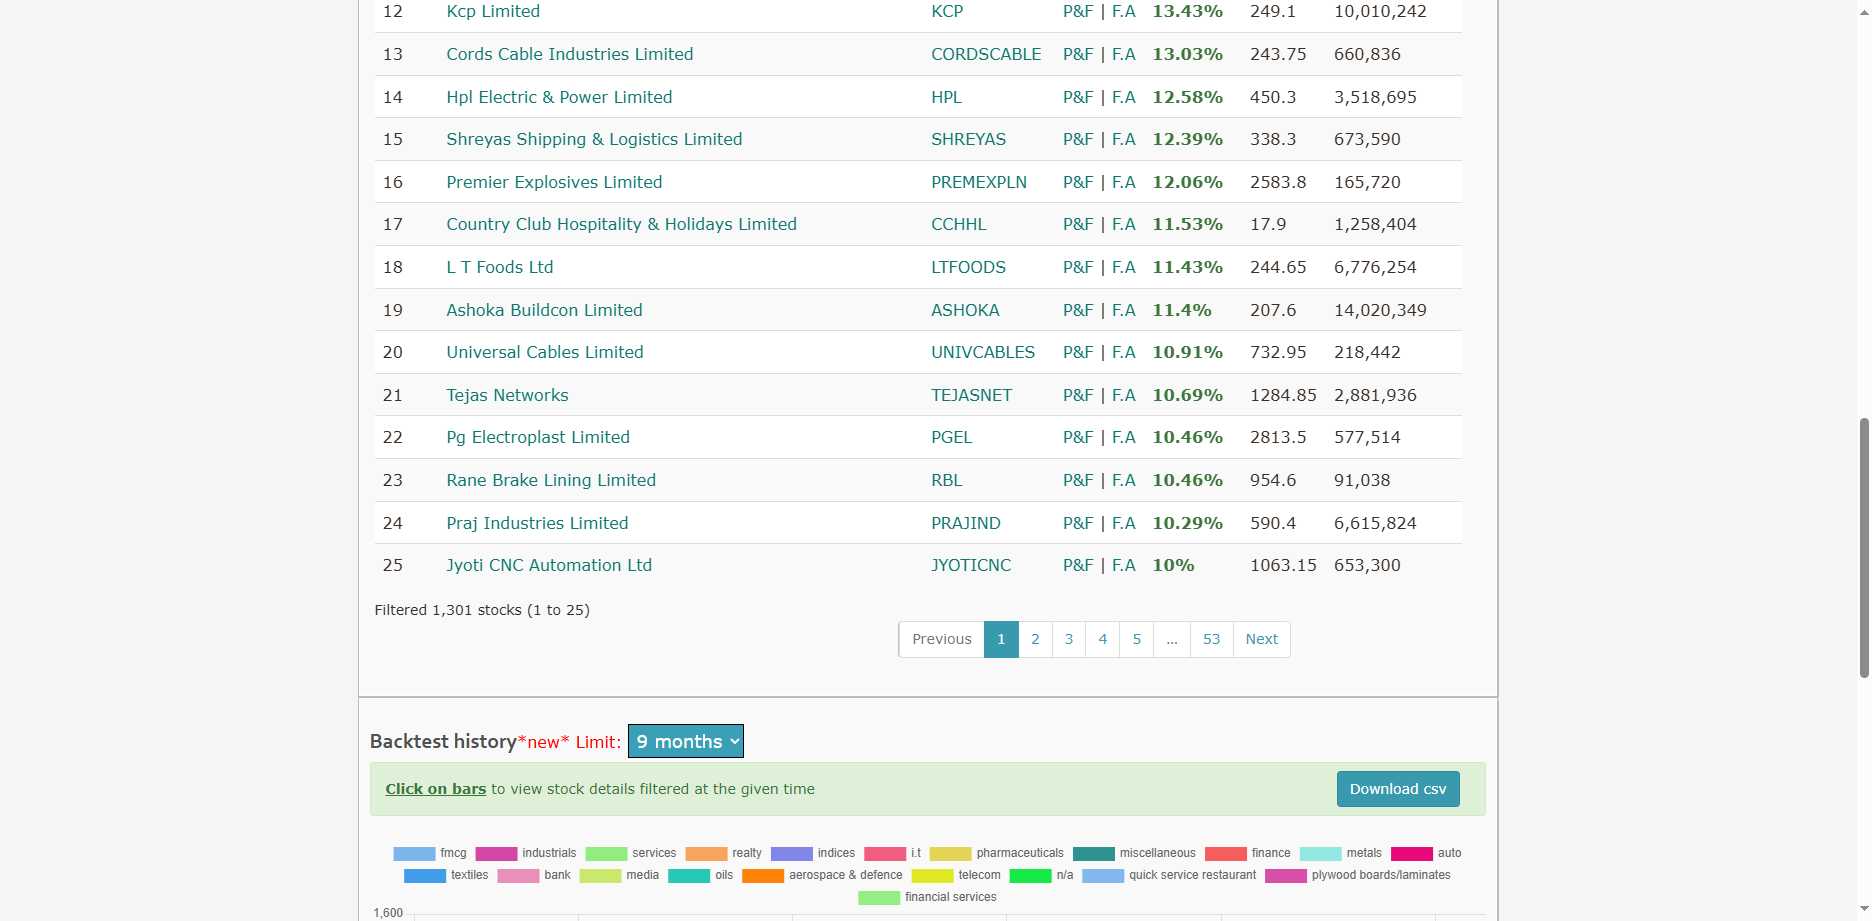 12 Kcp Limited KCP P&F | F.A 13.43% 249.1 10,010,242
13 Cords Cable Industries Limited CORDSCABLE P&F | F.A 13.03% 243.75 660,836
14 Hpl Electric & Power Limited HPL P&F | F.A 12.58% 450.3 3,518,695
15 Shreyas Shipping & Logistics Limited SHREYAS P&F | F.A 12.39% 338.3 673,590
16 Premier Explosives Limited PREMEXPLN P&F | F.A 12.06% 2583.8 165,720
17 Country Club Hospitality & Holidays Limited CCHHL P&F | F.A 11.53% 17.9 1,258,404
18 L T Foods Ltd LTFOODS P&F | F.A 11.43% 244.65 6,776,254
19 Ashoka Buildcon Limited ASHOKA P&F | F.A 11.4% 207.6 14,020,349
20 Universal Cables Limited UNIVCABLES P&F | F.A 10.91% 732.95 218,442
21 Tejas Networks TEJASNET P&F | F.A 10.69% 1284.85 2,881,936
22 Pg Electroplast Limited PGEL P&F | F.A 10.46% 2813.5 577,514
23 Rane Brake Lining Limited RBL P&F | F.A 10.46% 954.6 91,038
24 Praj Industries Limited PRAJIND P&F | F.A 10.29% 590.4 6,615,824
25 Jyoti CNC Automation Ltd JYOTICNC P&F | F.A 10% 1063.15 653,300
Filtered 1,301 stocks (1 to 25)
Previous 1 2 3 4 5 ... 53 Next
Backtest history*new* Limit: 9 months
Click on bars to view stock details filtered at the given time Download csv
fmcg industrials services realty indices i.t pharmaceuticals miscellaneous finance metals auto
textiles bank media oils aerospace & defence telecom n/a quick service restaurant plywood boards/laminates
financial services
1,600